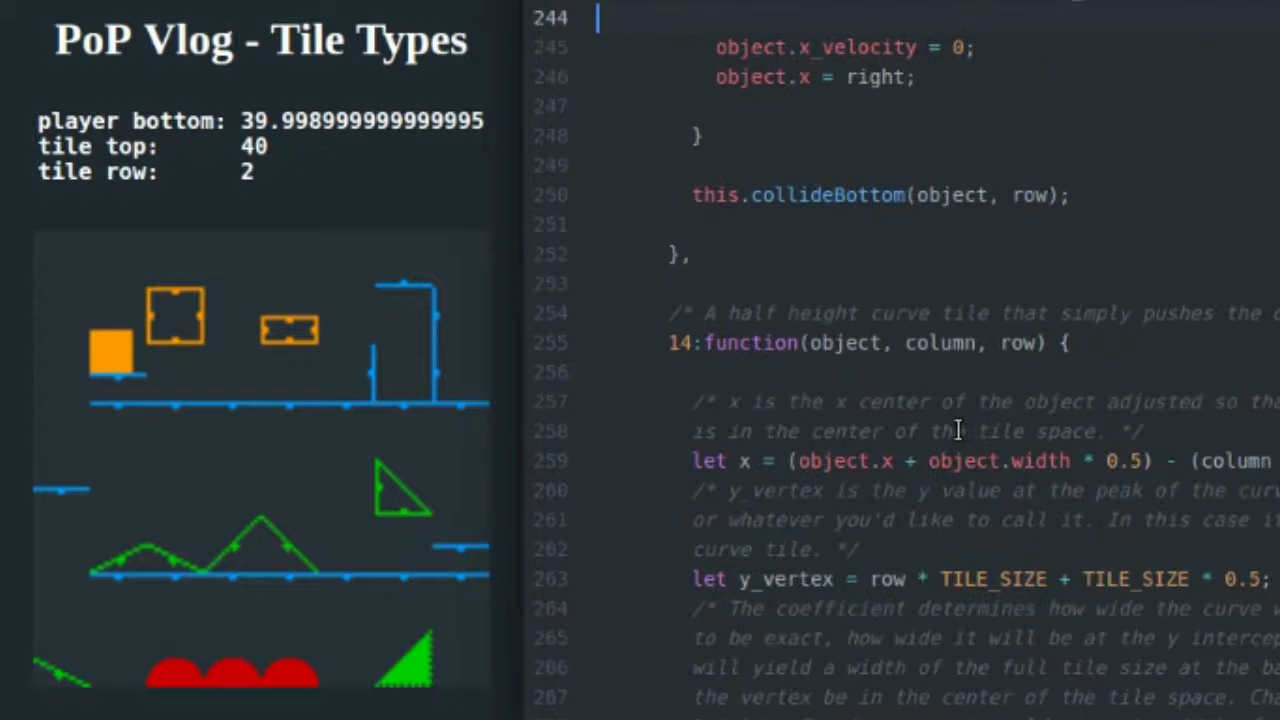 PoP Vlog - Tile Types
player bottom: 39.998999999999995
tile top: 40
tile row: 2
244
245 object.x_velocity = 0;
246 object.x = right;
247
248 }
249
250 this.collideBottom(object, row);
251
252 },
253
254 /* A half height curve tile that simply pushes the
255 14:function(object, column, row) {
256
257 /* x is the x center of the object adjusted so
258 is in the center of the tile space. */
259 let x = (object.x + object.width * 0.5) - (column
260 /* y_vertex is the y value at the peak of the
261 or whatever you'd like to call it. In this case
262 curve tile. */
263 let y_vertex = row * TILE_SIZE + TILE_SIZE * 0.5;
264 /* The coefficient determines how wide the curve
265 to be exact, how wide it will be at the y
266 will yield a width of the full tile size at the
267 the vertex be in the center of the tile space.